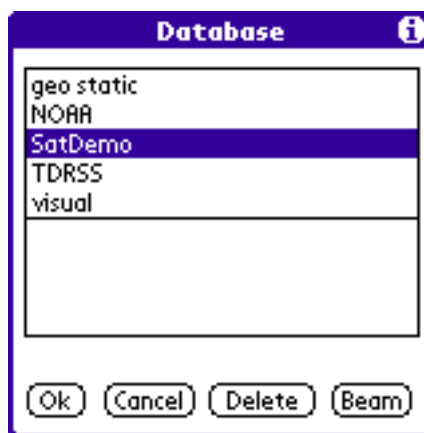 Database
geo static
NOAA
SatDemo
TDRSS
visual
Ok Cancel Delete Beam